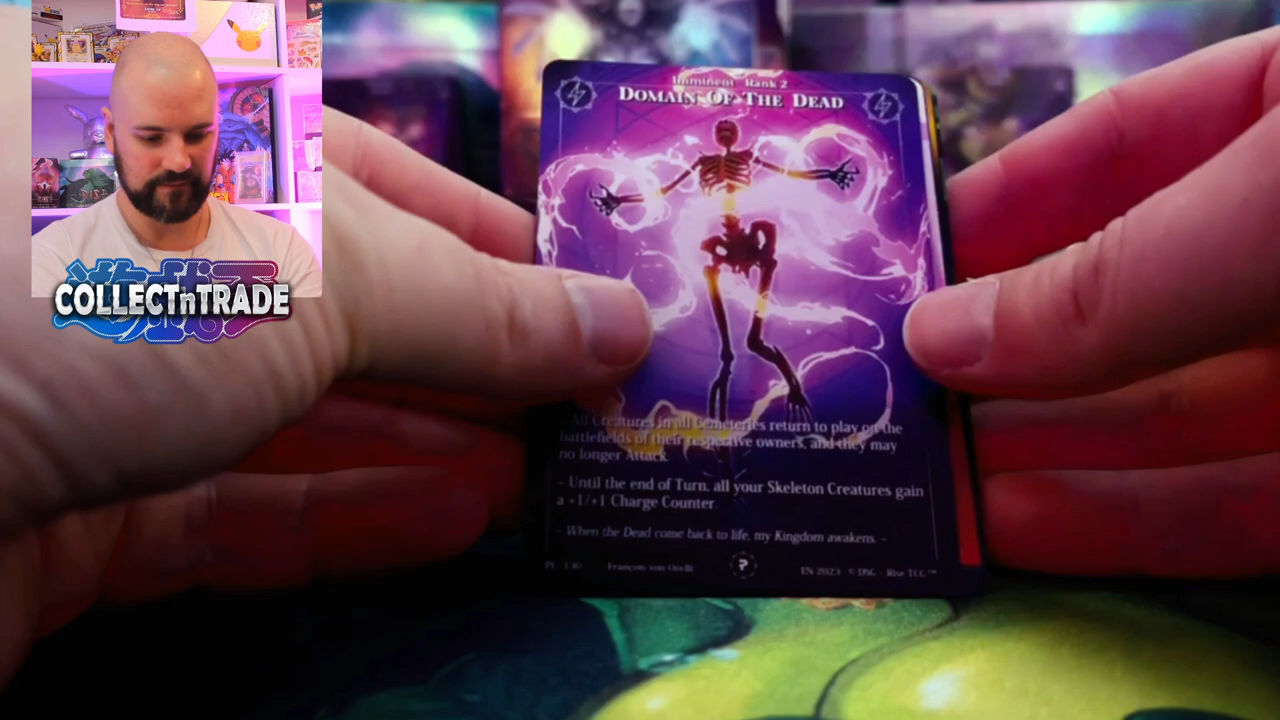 COLLECTnTRADE
Imminent Rank 2
DOMAIN OF THE DEAD
All Creatures in all Cemeteries return to play on the
battlefields of their respective owners, and they may
no longer Attack.
- Until the end of Turn, all your Skeleton Creatures gain
a +1/+1 Charge Counter.
- When the Dead come back to life, my Kingdom awakens. -
EN-2023 © DSG - Rise TCG™